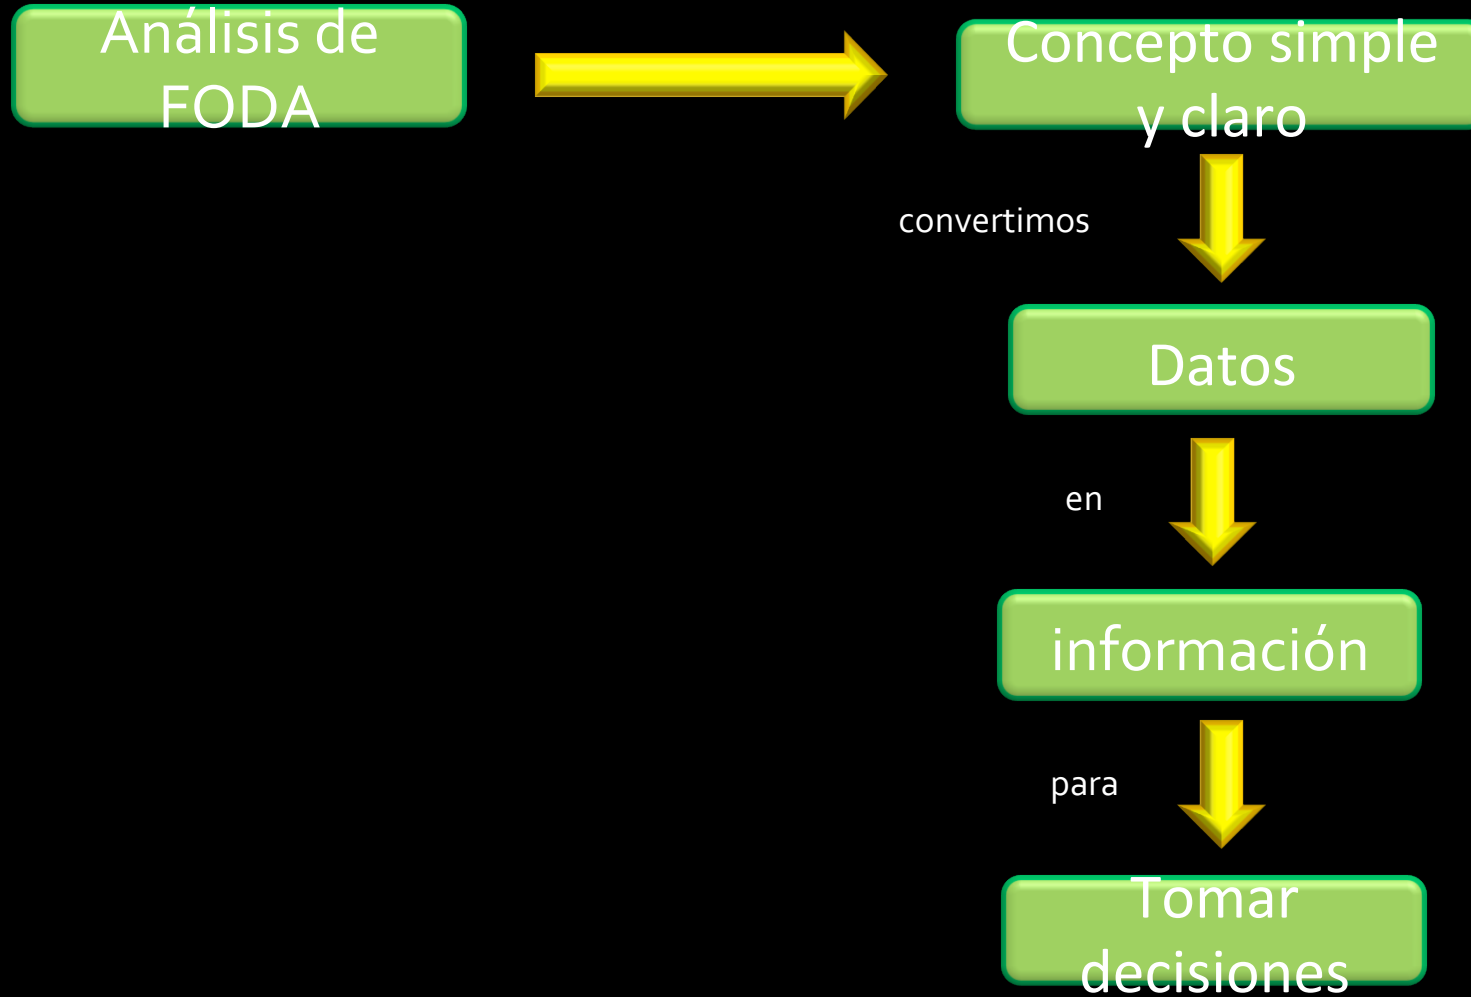 Análisis de
FODA
Concepto simple
y claro
convertimos
Datos
en
información
para
Tomar
decisiones